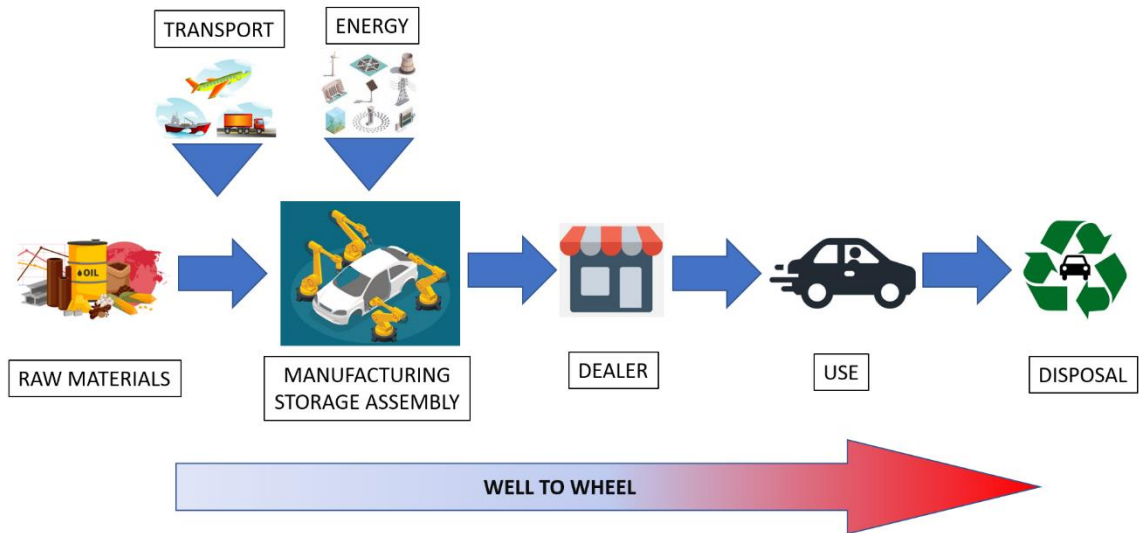 TRANSPORT
ENERGY
OIL
RAW MATERIALS
MANUFACTURING
STORAGE ASSEMBLY
DEALER
USE
DISPOSAL
WELL TO WHEEL